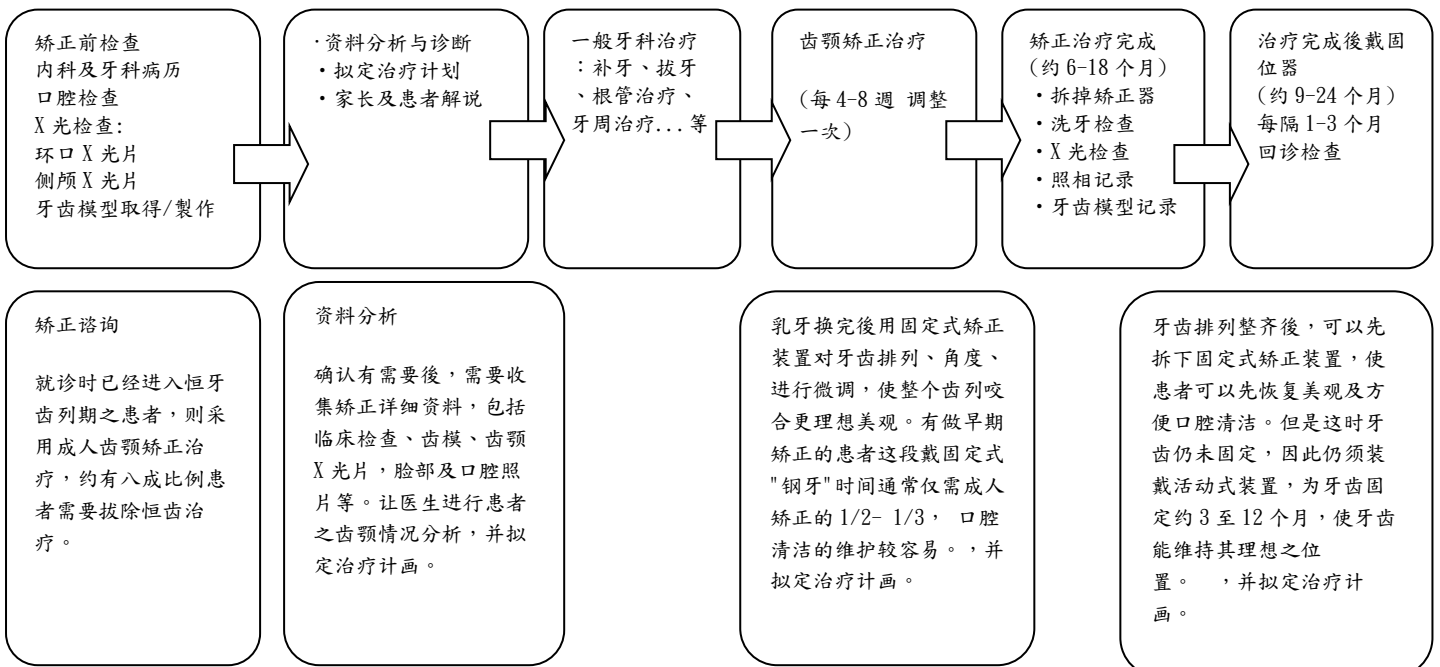 矫正前检查
内科及牙科病历
口腔检查
X 光检查:
环口 X 光片
侧颅 X 光片
牙齿模型取得/製作
·资料分析与诊断
・拟定治疗计划
・家长及患者解说
一般牙科治疗
：补牙、拔牙
、根管治疗、
牙周治疗...等
齿颚矫正治疗
(每 4-8 週 调整
一次)
矫正治疗完成
(约 6-18 个月)
・拆掉矫正器
・洗牙检查
・X 光检查
・照相记录
・牙齿模型记录
治疗完成後戴固
位器
(约 9-24 个月)
每隔 1-3 个月
回诊检查
矫正谘询
就诊时已经进入恒牙
齿列期之患者，则采
用成人齿颚矫正治
疗，约有八成比例患
者需要拔除恒齿治
疗。
资料分析
确认有需要後，需要收
集矫正详细资料，包括
临床检查、齿模、齿颚
X 光片，脸部及口腔照
片等。让医生进行患者
之齿颚情况分析，并拟
定治疗计画。
乳牙换完後用固定式矫正
装置对牙齿排列、角度、
进行微调，使整个齿列咬
合更理想美观。有做早期
矫正的患者这段戴固定式
"钢牙"时间通常仅需成人
矫正的 1/2- 1/3， 口腔
清洁的维护较容易。，并
拟定治疗计画。
牙齿排列整齐後，可以先
拆下固定式矫正装置，使
患者可以先恢复美观及方
便口腔清洁。但是这时牙
齿仍未固定，因此仍须装
戴活动式装置，为牙齿固
定约 3 至 12 个月，使牙齿
能维持其理想之位
置。 ，并拟定治疗计
画。